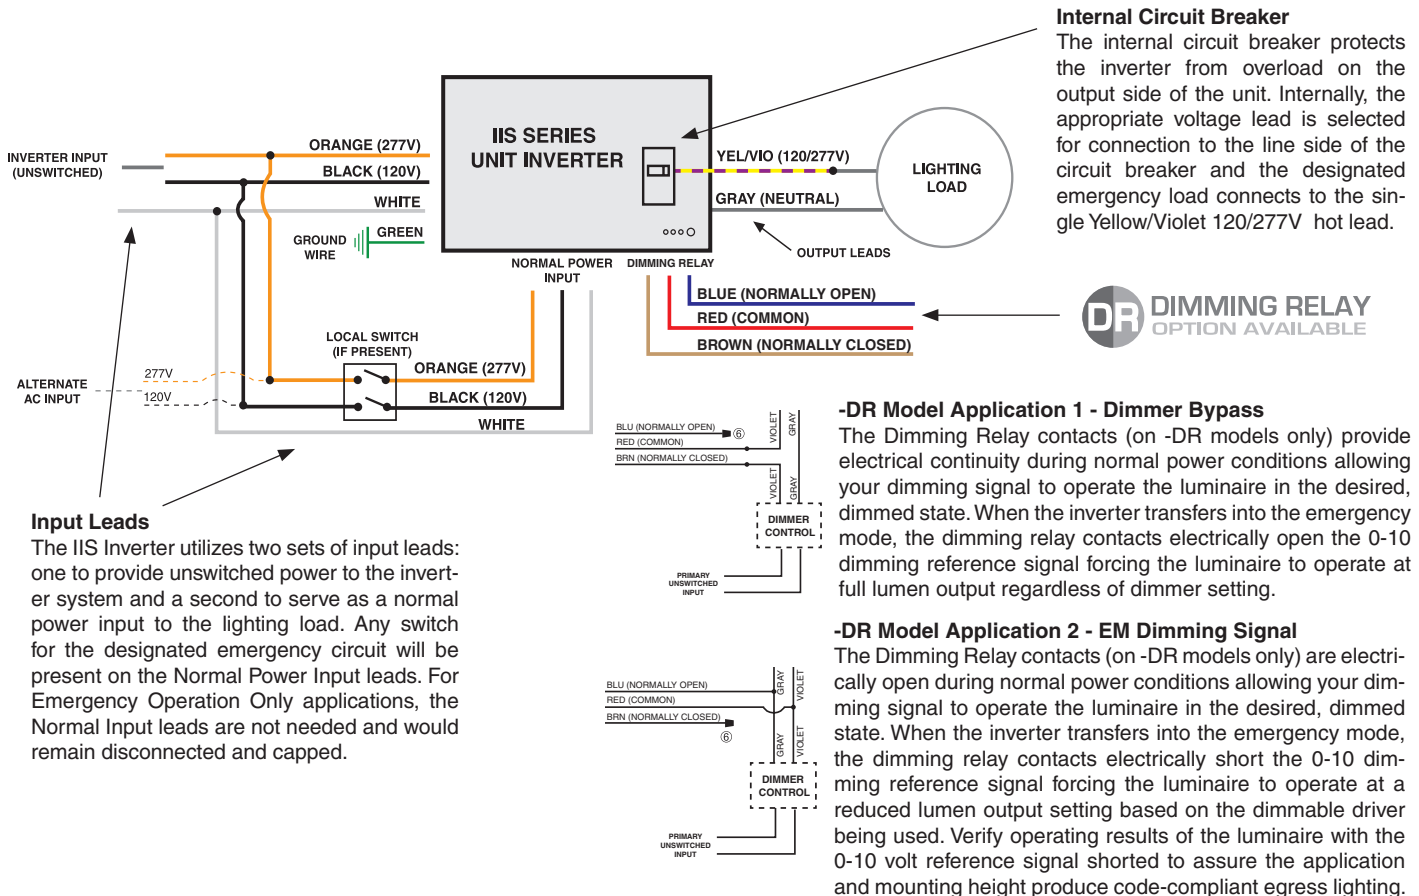 Internal Circuit Breaker
The internal circuit breaker protects
the inverter from overload on the
output side of the unit. Internally, the
appropriate voltage lead is selected
for connection to the line side of the
circuit breaker and the designated
emergency load connects to the sin-
gle Yellow/Violet 120/277V hot lead.
INVERTER INPUT
(UNSWITCHED)
ORANGE (277V)
BLACK (120V)
WHITE
GREEN
GROUND
WIRE
IIS SERIES
UNIT INVERTER
YEL/VIO (120/277V)
GRAY (NEUTRAL)
LIGHTING
LOAD
OUTPUT LEADS
NORMAL POWER
INPUT
DIMMING RELAY
BLUE (NORMALLY OPEN)
RED (COMMON)
BROWN (NORMALLY CLOSED)
DR DIMMING RELAY
OPTION AVAILABLE
LOCAL SWITCH
(IF PRESENT)
ORANGE (277V)
BLACK (120V)
WHITE
ALTERNATE
AC INPUT
277V
120V
Input Leads
The IIS Inverter utilizes two sets of input leads:
one to provide unswitched power to the invert-
er system and a second to serve as a normal
power input to the lighting load. Any switch
for the designated emergency circuit will be
present on the Normal Power Input leads. For
Emergency Operation Only applications, the
Normal Input leads are not needed and would
remain disconnected and capped.
BLU (NORMALLY OPEN)
⑥
RED (COMMON)
BRN (NORMALLY CLOSED)
VIOLET
GRAY
VIOLET
GRAY
DIMMER
CONTROL
PRIMARY
UNSWITCHED
INPUT
-DR Model Application 1 - Dimmer Bypass
The Dimming Relay contacts (on -DR models only) provide
electrical continuity during normal power conditions allowing
your dimming signal to operate the luminaire in the desired,
dimmed state. When the inverter transfers into the emergency
mode, the dimming relay contacts electrically open the 0-10
dimming reference signal forcing the luminaire to operate at
full lumen output regardless of dimmer setting.
BLU (NORMALLY OPEN)
RED (COMMON)
BRN (NORMALLY CLOSED)
⑥
GRAY
VIOLET
GRAY
VIOLET
DIMMER
CONTROL
PRIMARY
UNSWITCHED
INPUT
-DR Model Application 2 - EM Dimming Signal
The Dimming Relay contacts (on -DR models only) are electri-
cally open during normal power conditions allowing your dim-
ming signal to operate the luminaire in the desired, dimmed
state. When the inverter transfers into the emergency mode,
the dimming relay contacts electrically short the 0-10 dim-
ming reference signal forcing the luminaire to operate at a
reduced lumen output setting based on the dimmable driver
being used. Verify operating results of the luminaire with the
0-10 volt reference signal shorted to assure the application
and mounting height produce code-compliant egress lighting.